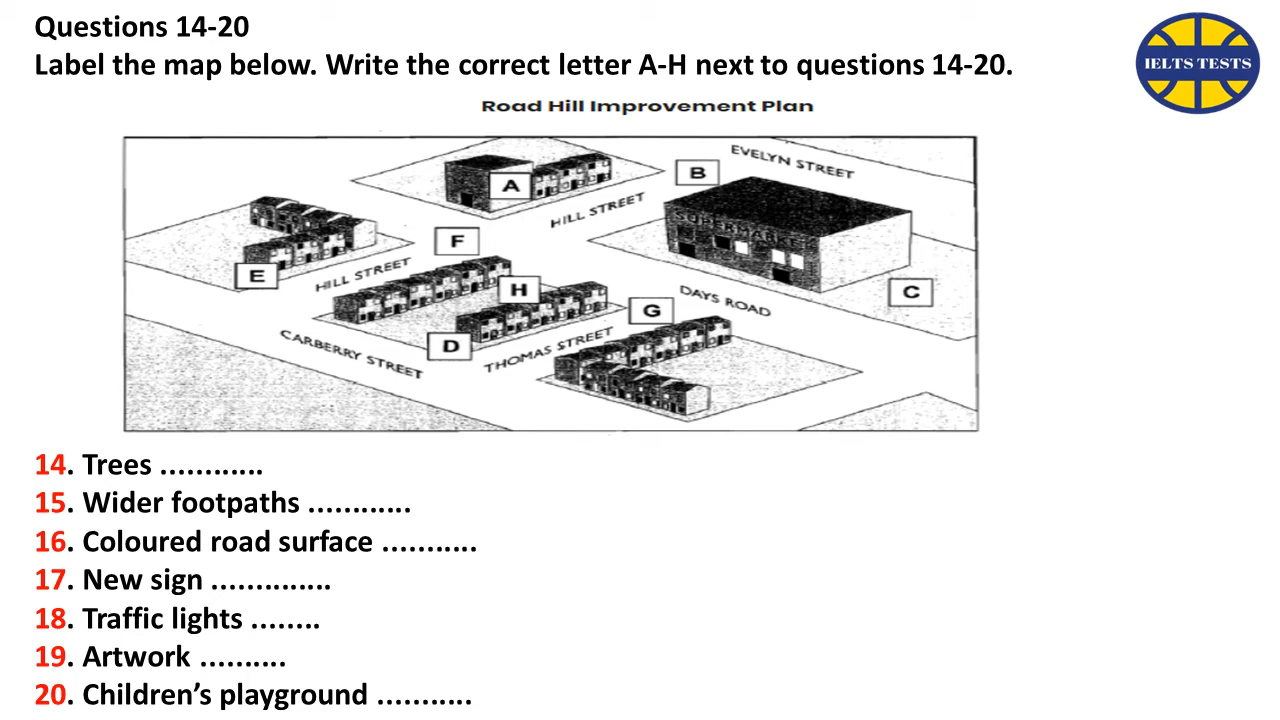 Questions 14-20
Label the map below. Write the correct letter A-H next to questions 14-20.
IELTS TESTS
Road Hill Improvement Plan
EVELYN STREET
B
A
HILL STREET
SUPERMARKET
F
E
HILL STREET
H
C
DAYS ROAD
G
D
THOMAS STREET
CARBERRY STREET
14. Trees ............
15. Wider footpaths ............
16. Coloured road surface ...........
17. New sign ..............
18. Traffic lights ........
19. Artwork ..........
20. Children’s playground ...........